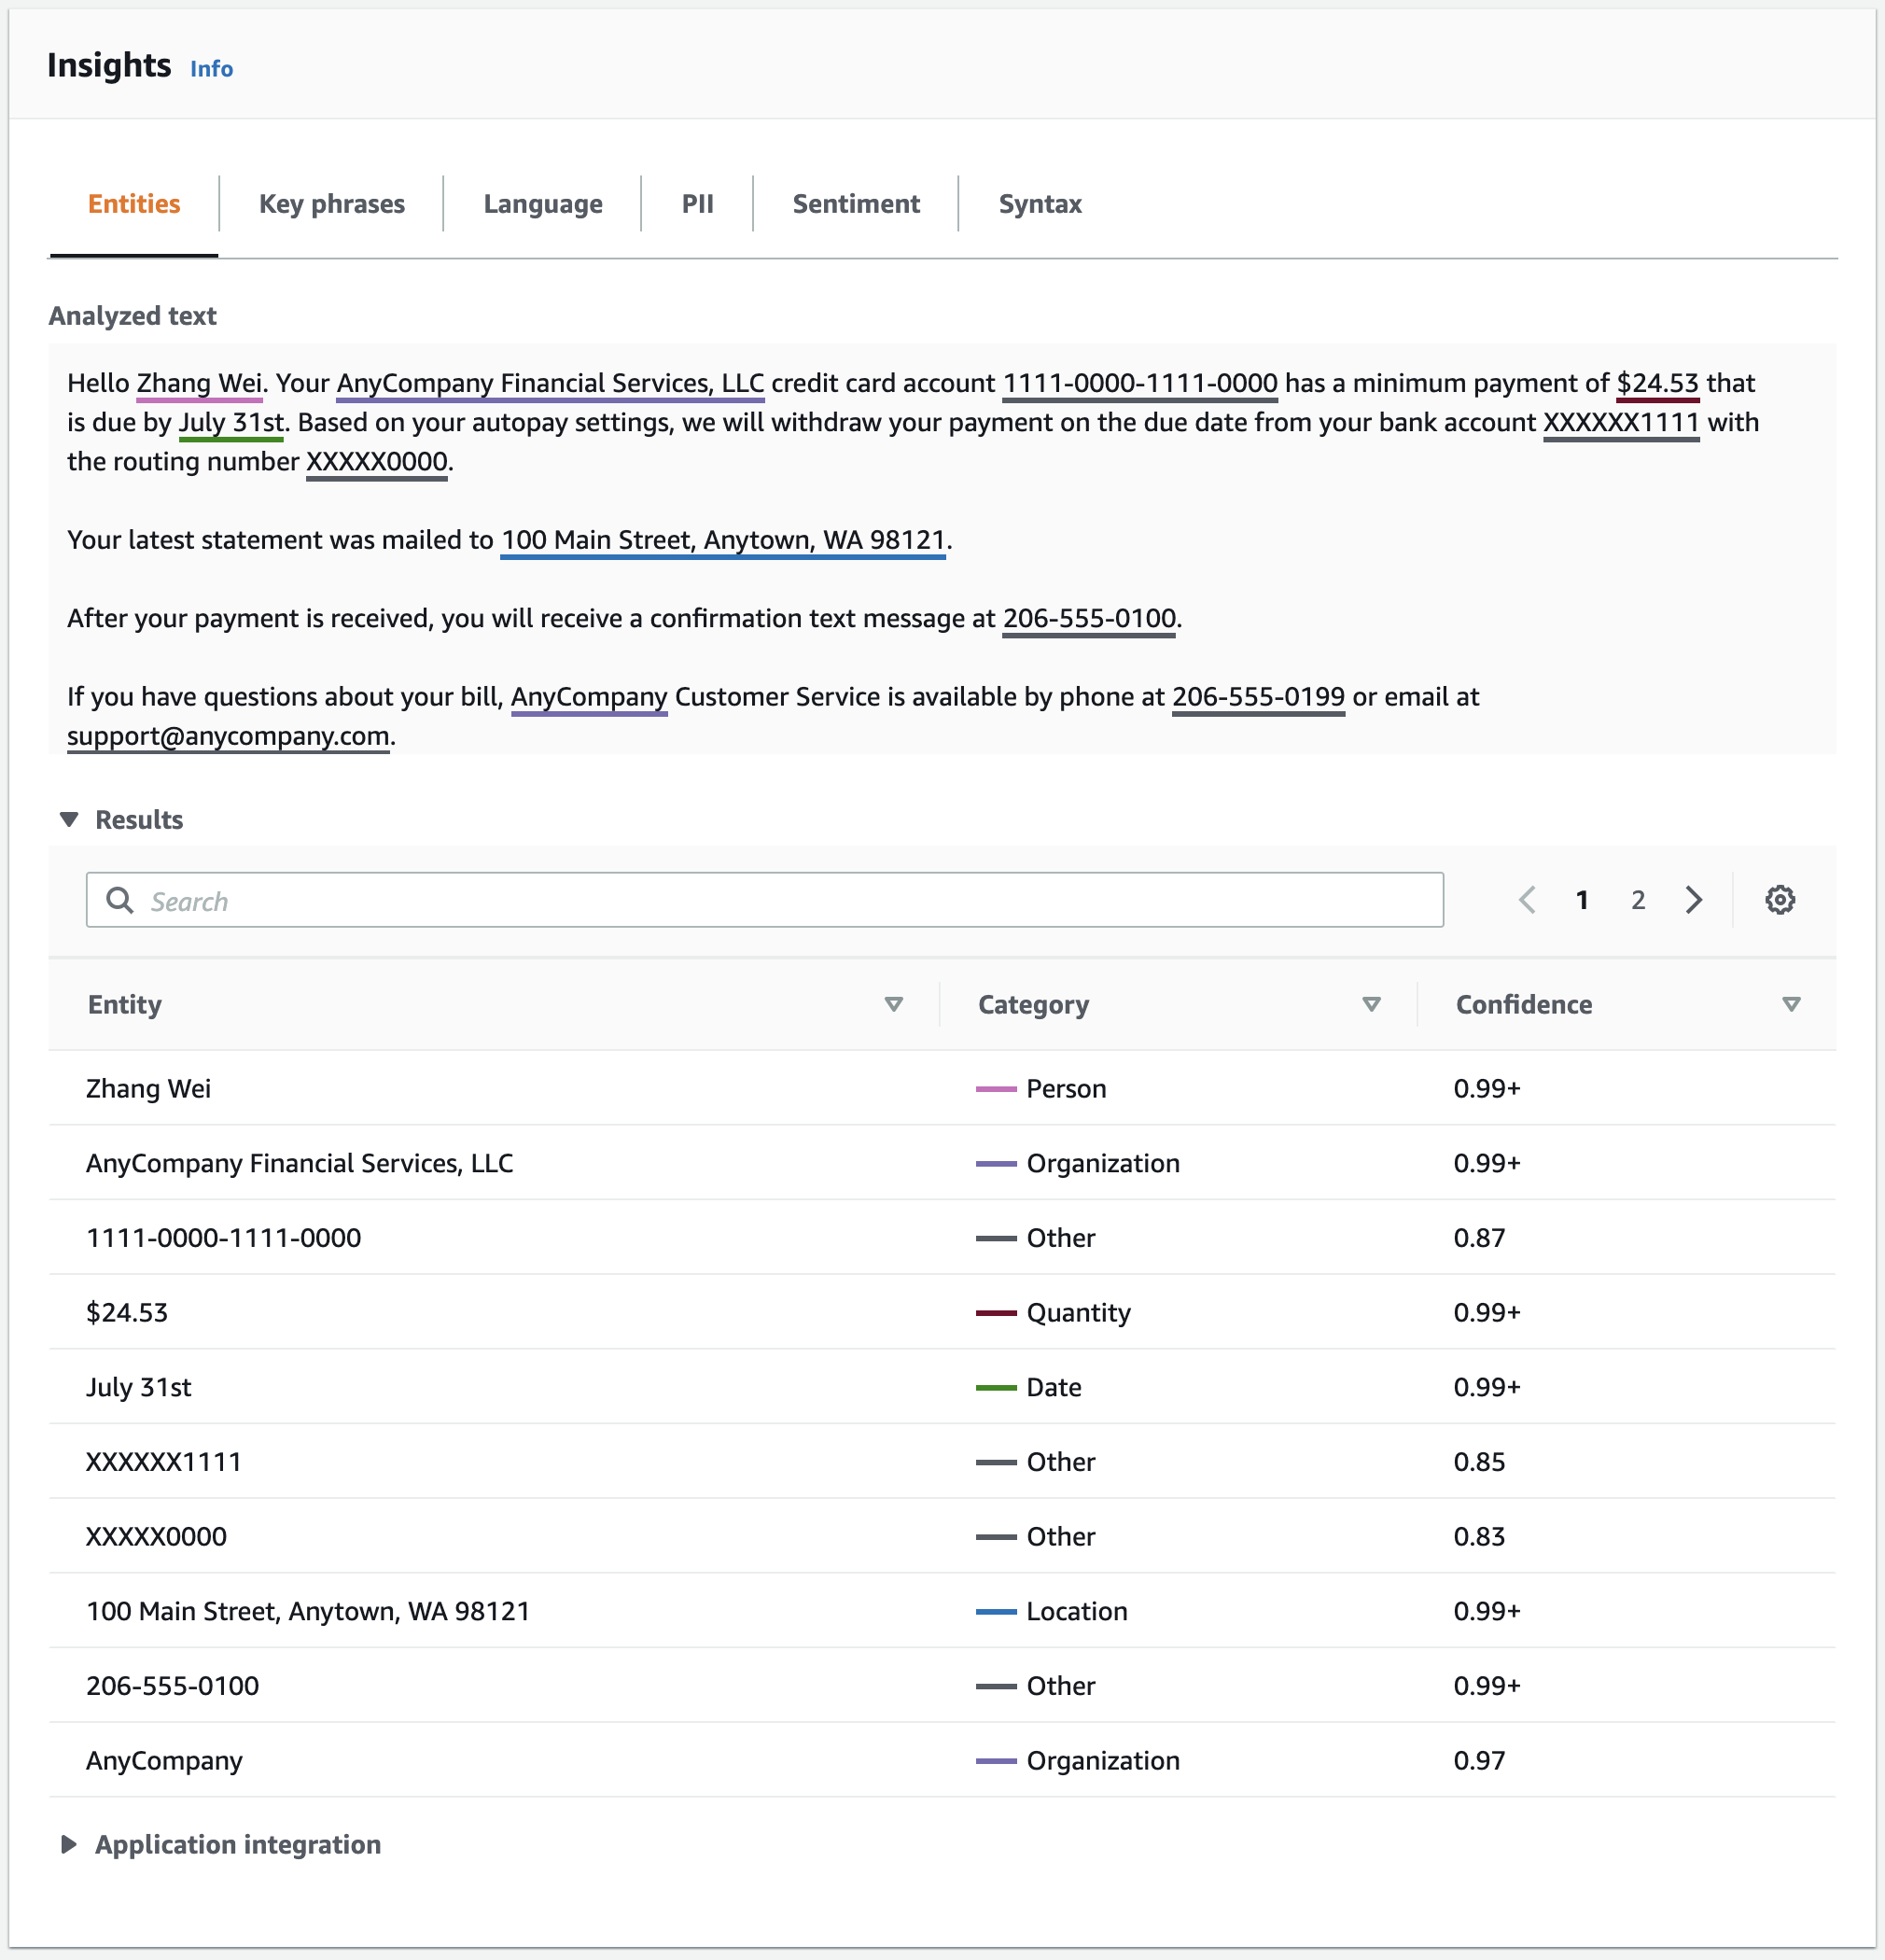 Insights Info
Entities Key phrases Language PII Sentiment Syntax
Analyzed text
Hello Zhang Wei. Your AnyCompany Financial Services, LLC credit card account 1111-0000-1111-0000 has a minimum payment of $24.53 that
is due by July 31st. Based on your autopay settings, we will withdraw your payment on the due date from your bank account XXXXXX1111 with
the routing number XXXXX0000.
Your latest statement was mailed to 100 Main Street, Anytown, WA 98121.
After your payment is received, you will receive a confirmation text message at 206-555-0100.
If you have questions about your bill, AnyCompany Customer Service is available by phone at 206-555-0199 or email at
support@anycompany.com.
Results
Search 1 2
Entity Category Confidence
Zhang Wei Person 0.99+
AnyCompany Financial Services, LLC Organization 0.99+
1111-0000-1111-0000 Other 0.87
$24.53 Quantity 0.99+
July 31st Date 0.99+
XXXXXX1111 Other 0.85
XXXXX0000 Other 0.83
100 Main Street, Anytown, WA 98121 Location 0.99+
206-555-0100 Other 0.99+
AnyCompany Organization 0.97
Application integration